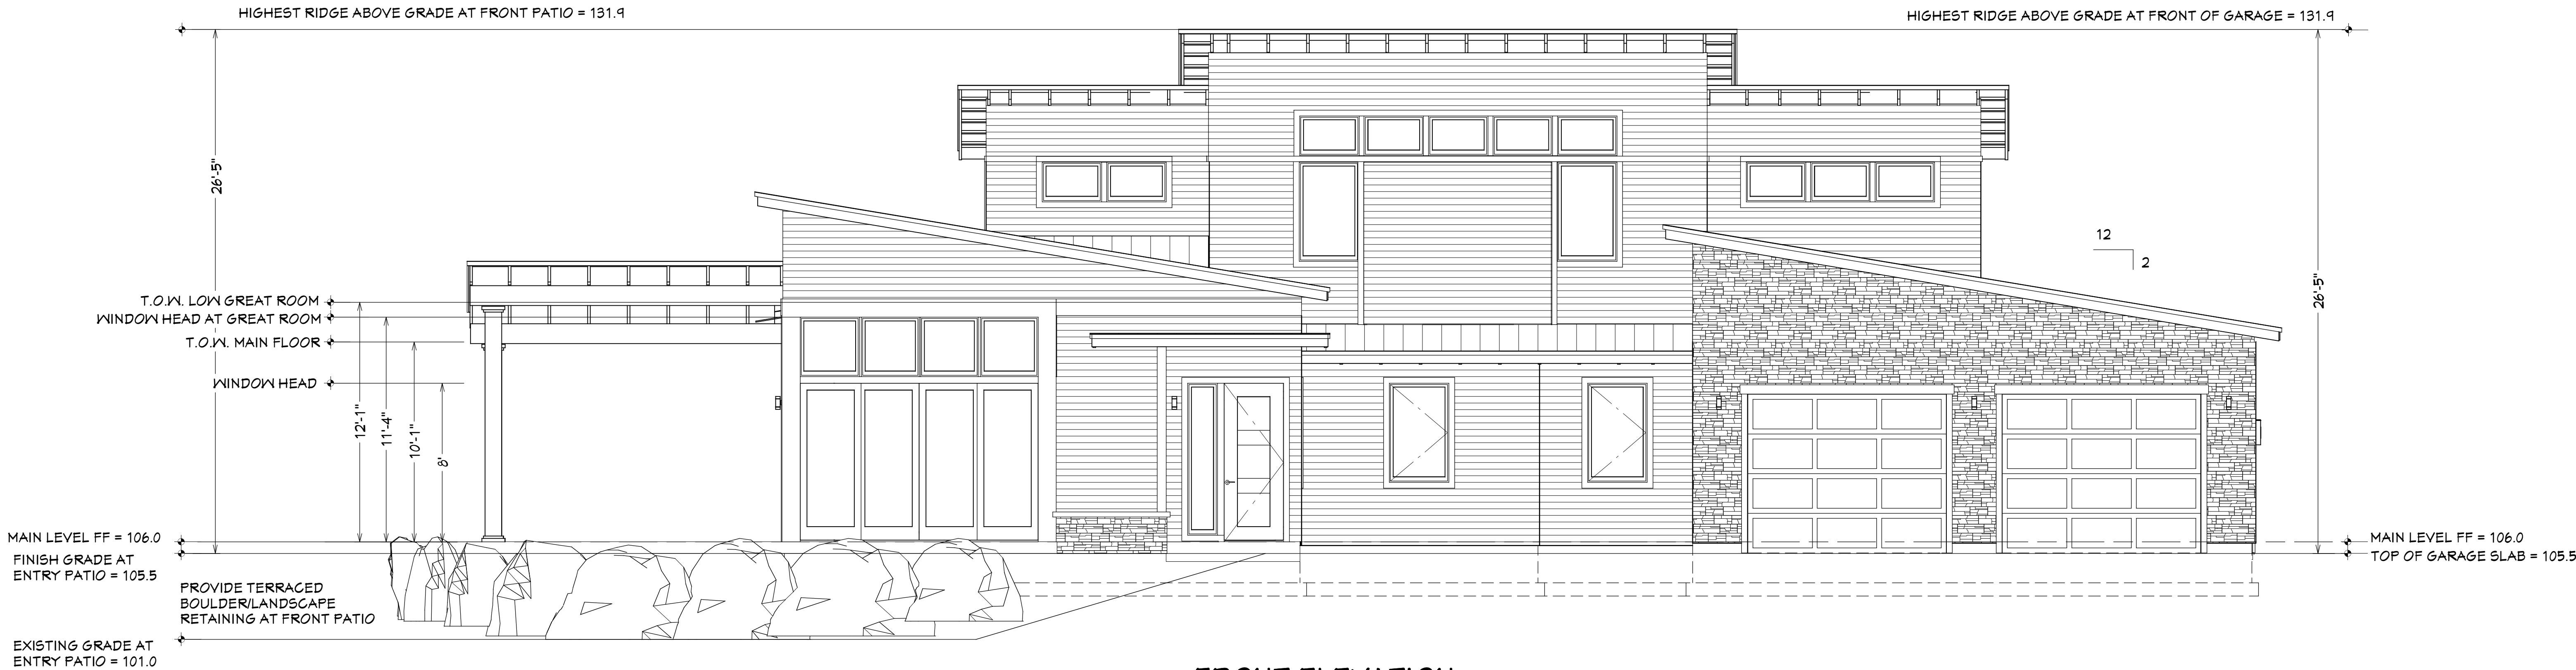 HIGHEST RIDGE ABOVE GRADE AT FRONT PATIO = 131.9
HIGHEST RIDGE ABOVE GRADE AT FRONT OF GARAGE = 131.9
26'-5"
12
2
26'-5"
T.O.W. LOW GREAT ROOM
WINDOW HEAD AT GREAT ROOM
T.O.W. MAIN FLOOR
WINDOW HEAD
12'-1"
11'-4"
10'-1"
8'
MAIN LEVEL FF = 106.0
FINISH GRADE AT
ENTRY PATIO = 105.5
MAIN LEVEL FF = 106.0
TOP OF GARAGE SLAB = 105.5
PROVIDE TERRACED
BOULDER/LANDSCAPE
RETAINING AT FRONT PATIO
EXISTING GRADE AT
ENTRY PATIO = 101.0
FRONT ELEVATION